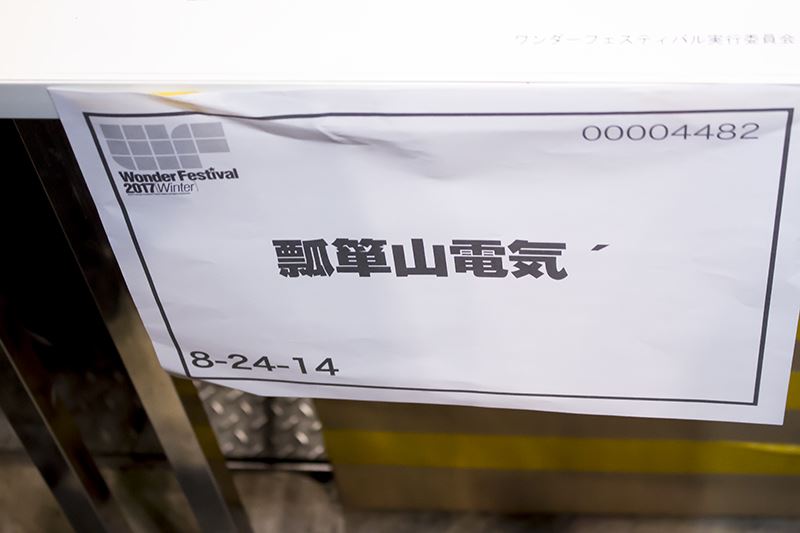 ワンダーフェスティバル実行委員会
00004482
Wonder Festival
2017[Winter]
瓢箪山電気 ´
8-24-14